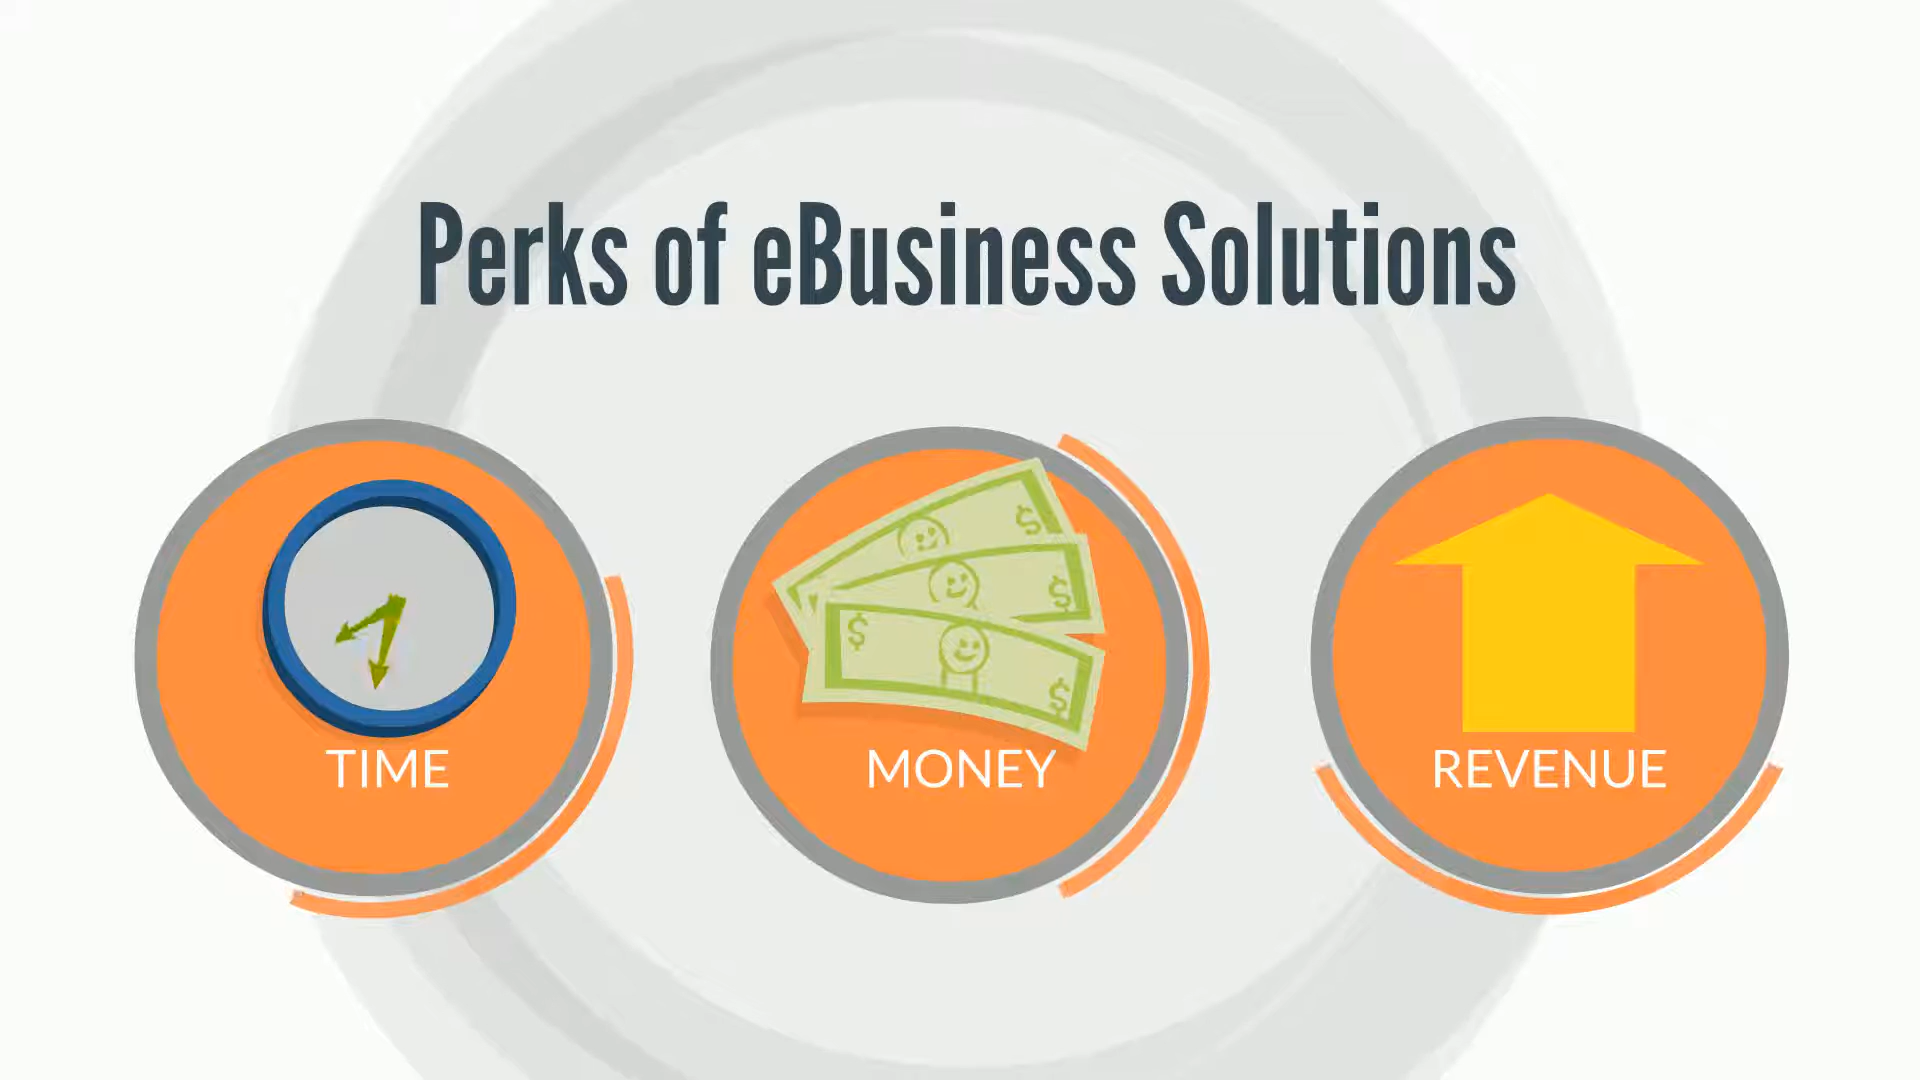 Perks of eBusiness Solutions
$
$
$
$
TIME
MONEY
REVENUE